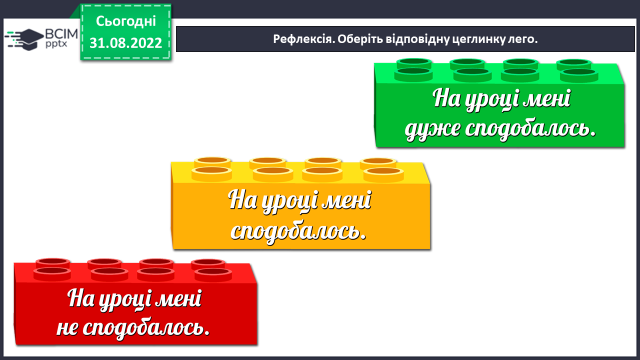 ВСІМ
pptx
Сьогодні
31.08.2022
Рефлексія. Оберіть відповідну цеглинку лего.
На уроці мені
дуже сподобалось.
На уроці мені
сподобалось.
На уроці мені
не сподобалось.